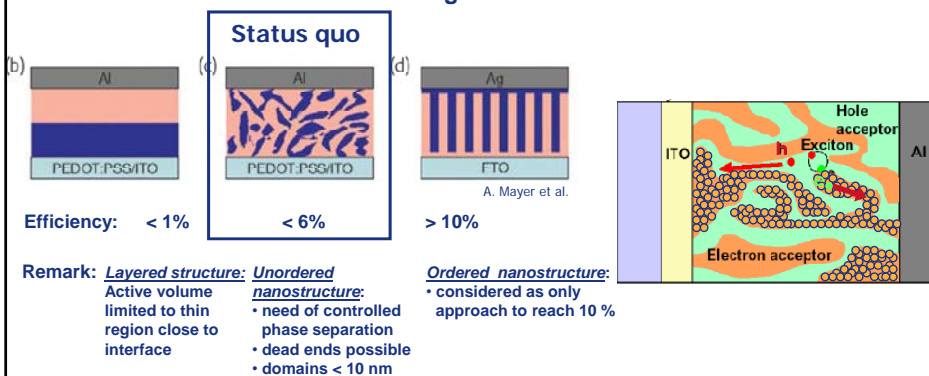 Status quo
(b)
(c)
(d)
Al
Al
Ag
PEDOT:PSS/ITO
PEDOT:PSS/ITO
FTO
A. Mayer et al.
Efficiency: < 1% < 6% > 10%
Remark: Layered structure: Unordered Ordered nanostructure:
Active volume nanostructure: • considered as only
limited to thin • need of controlled approach to reach 10 %
region close to phase separation
interface • dead ends possible
• domains < 10 nm
Hole
acceptor
ITO
Exciton
Al
h
Electron acceptor